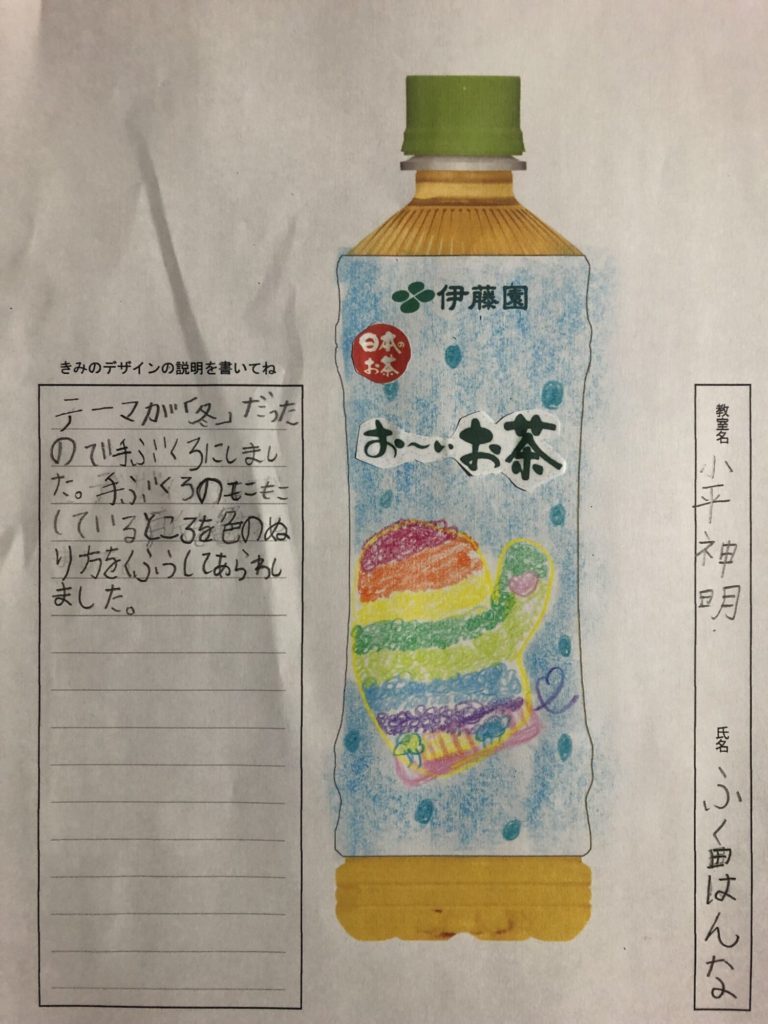 伊藤園
日本の
お茶
お～いお茶
きみのデザインの説明を書いてね
テーマが「冬」だった
ので手ぶくろにしまし
た。手ぶくろのもこもこ
しているところを色のぬ
り方をくふうしてあらわし
ました。
教室名
小平神明
氏名
ふく田はんな